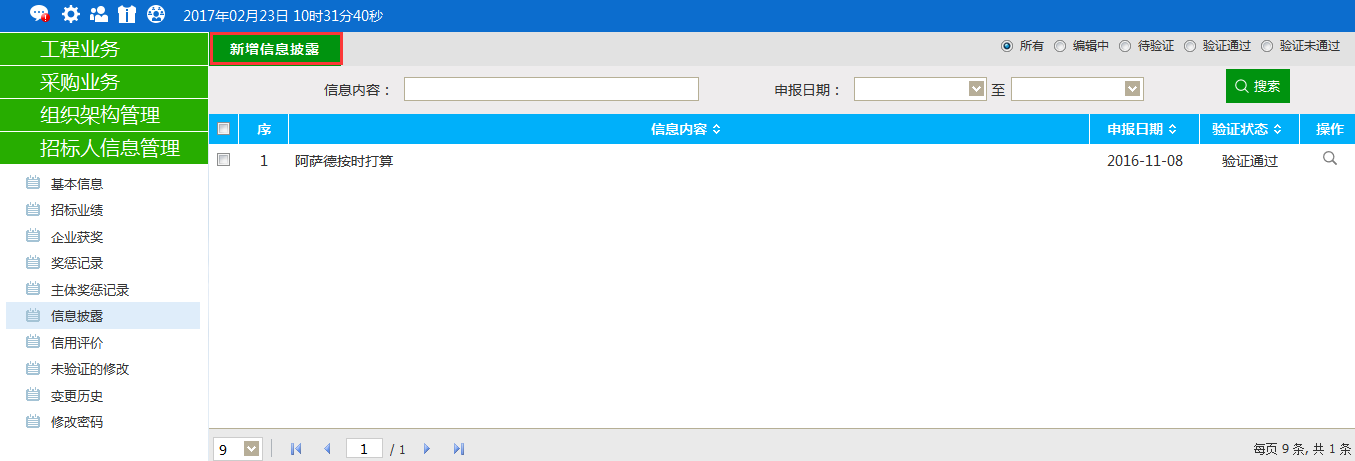 2017年02月23日 10时31分40秒
工程业务
采购业务
组织架构管理
招标人信息管理
基本信息
招标业绩
企业获奖
奖惩记录
主体奖惩记录
信息披露
信用评价
未验证的修改
变更历史
修改密码
新增信息披露
所有 编辑中 待验证 验证通过 验证未通过
信息内容： 申报日期： 至 搜索
序 信息内容 申报日期 验证状态 操作
1 阿萨德按时打算 2016-11-08 验证通过
9 1 / 1 每页 9 条, 共 1 条